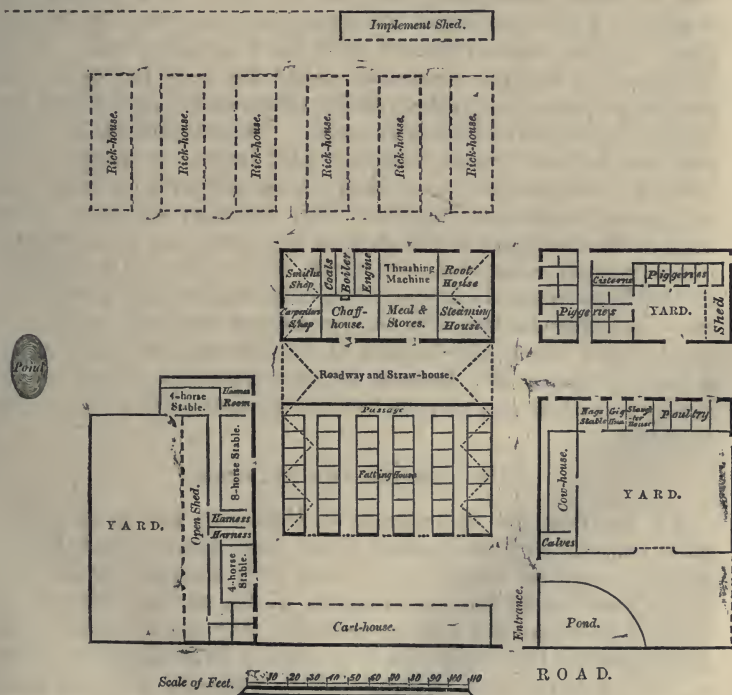 Implement Shed.
Rick-house.
Rick-house.
Rick-house.
Rick-house.
Rick-house.
Rick-house.
Smiths Shop
Coals
Boiler
Engine
Thrashing Machine
Root House
Carpenters Shop
Chaff-house.
Meal & Stores.
Steaming House.
Cisterns
Piggeries
Piggeries
YARD.
Shed
Roadway and Straw-house.
Passage
Fatting House
4-horse Stable.
Harness Room
8-horse Stable.
YARD.
Open Shed.
Harness
Harness
4-horse Stable.
Nags Stable
Gig House
Slaughter House
Poultry
Cow-house.
YARD.
Calves
Cart-house.
Entrance.
Pond.
Scale of Feet.
10 20 30 40 50 60 70 80 90 100 110
ROAD.